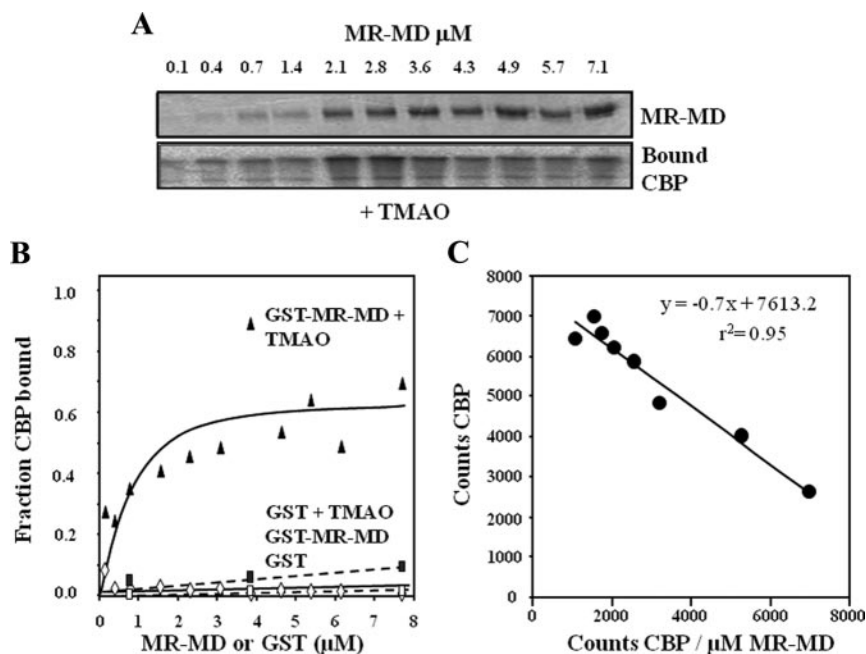 A
MR-MD μM
0.1 0.4 0.7 1.4 2.1 2.8 3.6 4.3 4.9 5.7 7.1
MR-MD
Bound
CBP
+ TMAO
B
Fraction CBP bound
1.0
0.8
0.6
0.4
0.2
0.0
GST-MR-MD +
TMAO
GST + TMAO
GST-MR-MD
GST
0 1 2 3 4 5 6 7 8
MR-MD or GST (μM)
C
Counts CBP
8000
7000
6000
5000
4000
3000
2000
1000
0
y = -0.7x + 7613.2
r²= 0.95
0 2000 4000 6000 8000
Counts CBP / μM MR-MD